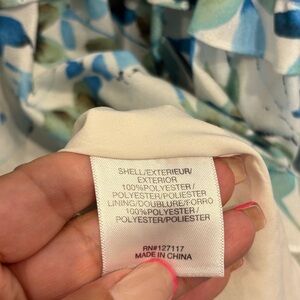 SHELL/EXTERIEUR/
EXTERIOR
100%POLYESTER/
POLYESTER/POLIESTER
LINING/DOUBLURE/FORRO
100%POLYESTER/
POLYESTER/POLIESTER
RN#127117
MADE IN CHINA